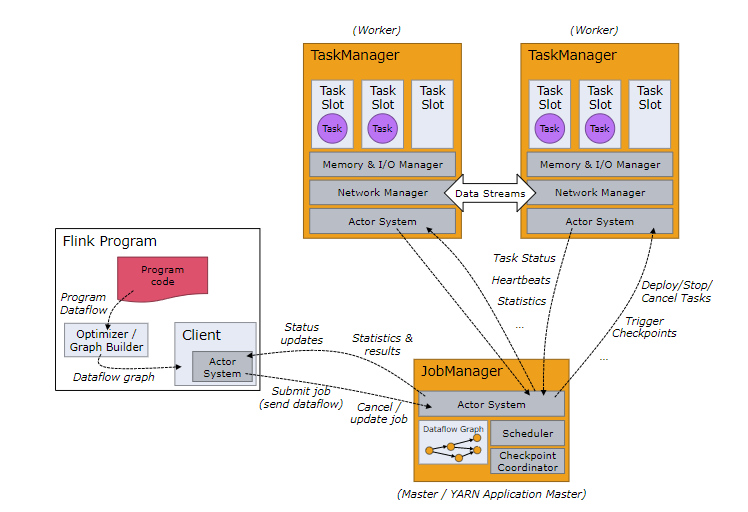 (Worker)
(Worker)
TaskManager
TaskManager
Task
Slot
Task
Slot
Task
Slot
Task
Slot
Task
Slot
Task
Slot
Task
Task
Task
Task
Memory & I/O Manager
Memory & I/O Manager
Network Manager
Data Streams
Network Manager
Actor System
Actor System
Flink Program
Program
code
Program
Dataflow
Optimizer /
Graph Builder
Dataflow graph
Client
Actor
System
Task Status
Heartbeats
Statistics
...
Deploy/Stop/
Cancel Tasks
Trigger
Checkpoints
...
Status
updates
Statistics &
results
Submit job
(send dataflow)
Cancel /
update job
JobManager
Actor System
Dataflow Graph
Scheduler
Checkpoint
Coordinator
(Master / YARN Application Master)